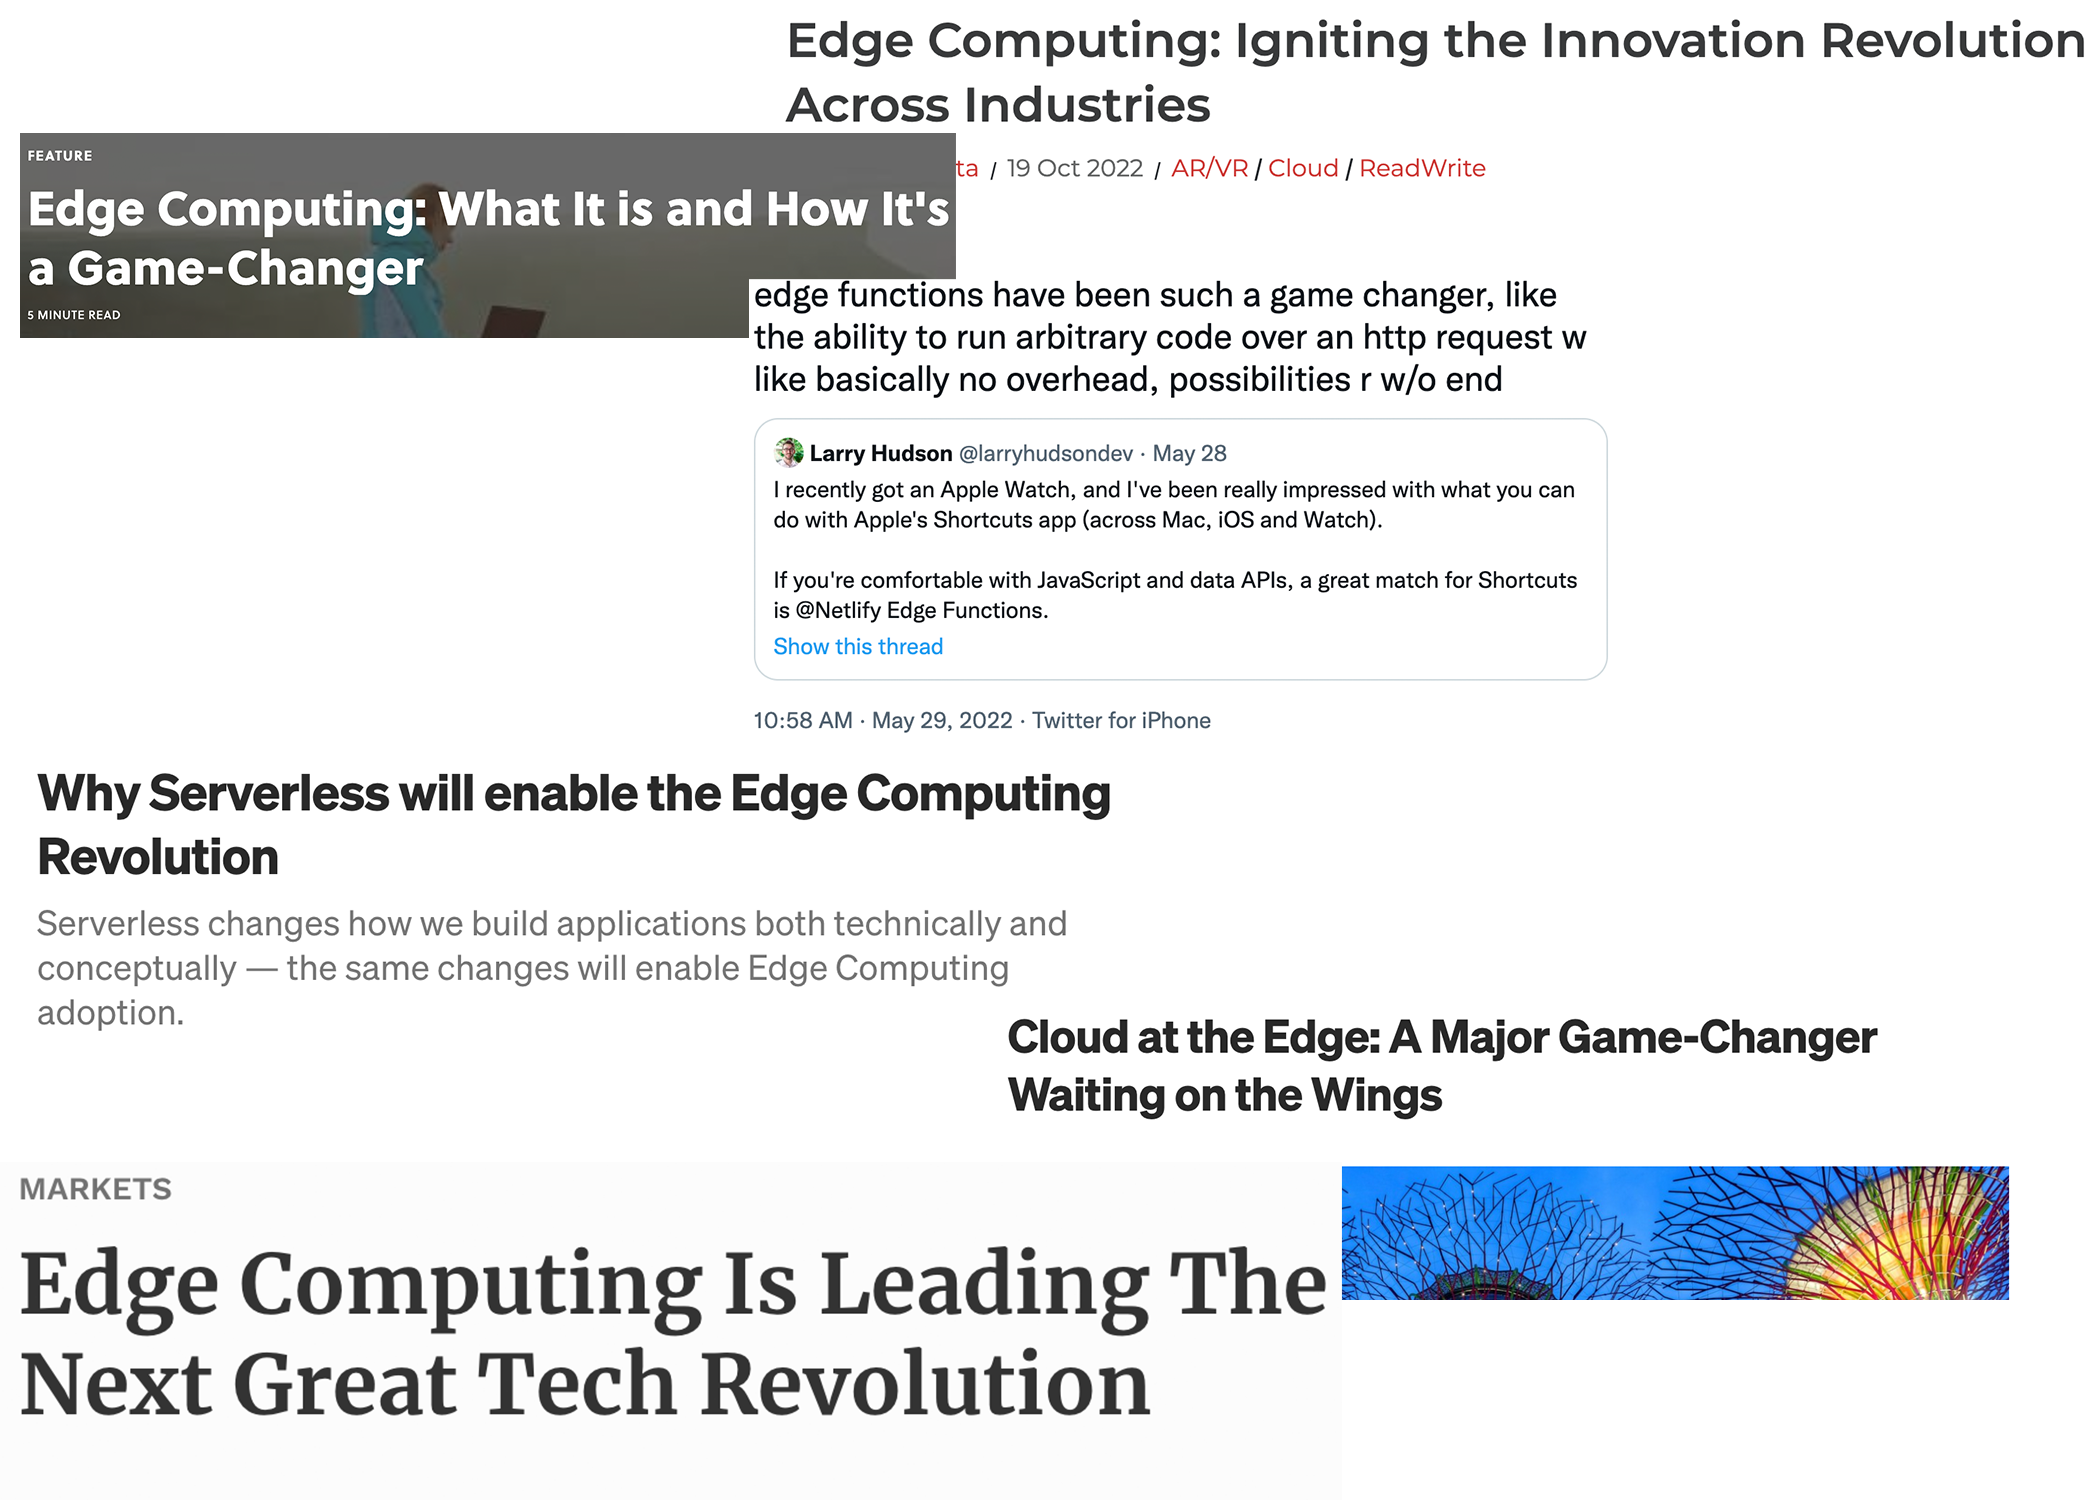 Edge Computing: Igniting the Innovation Revolution
Across Industries
ta / 19 Oct 2022 / AR/VR / Cloud / ReadWrite
FEATURE
Edge Computing: What It is and How It's
a Game-Changer
5 MINUTE READ
edge functions have been such a game changer, like
the ability to run arbitrary code over an http request w
like basically no overhead, possibilities r w/o end
Larry Hudson @larryhudsondev · May 28
I recently got an Apple Watch, and I've been really impressed with what you can
do with Apple's Shortcuts app (across Mac, iOS and Watch).
If you're comfortable with JavaScript and data APIs, a great match for Shortcuts
is @Netlify Edge Functions.
Show this thread
10:58 AM · May 29, 2022 · Twitter for iPhone
Why Serverless will enable the Edge Computing
Revolution
Serverless changes how we build applications both technically and
conceptually — the same changes will enable Edge Computing
adoption.
Cloud at the Edge: A Major Game-Changer
Waiting on the Wings
MARKETS
Edge Computing Is Leading The
Next Great Tech Revolution